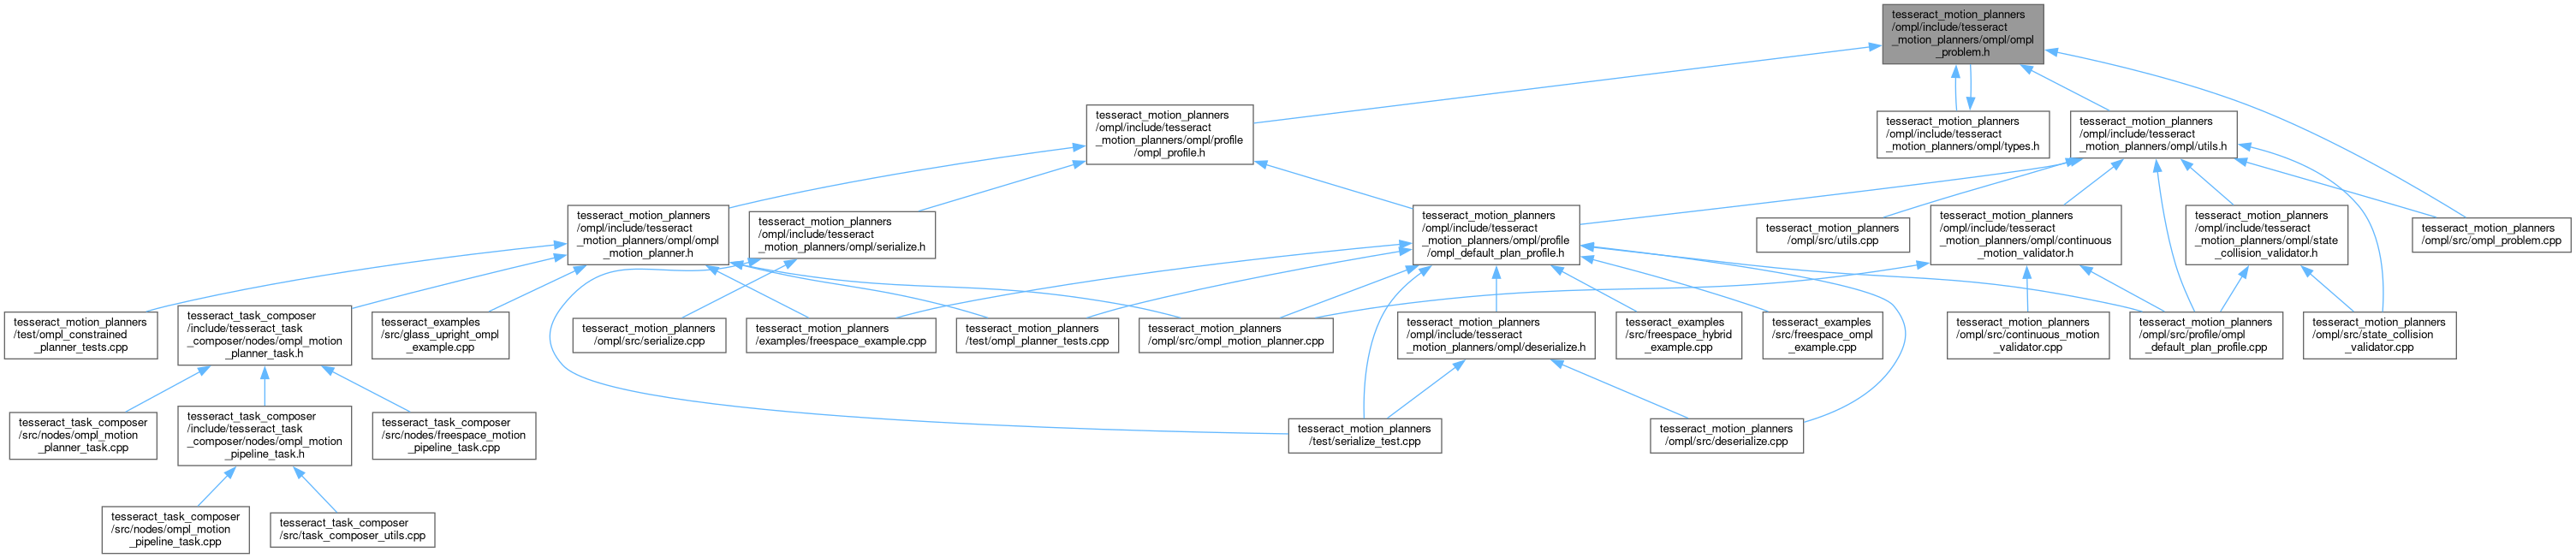 tesseract_motion_planners
/ompl/include/tesseract
_motion_planners/ompl/ompl
_problem.h
tesseract_motion_planners
/ompl/include/tesseract
_motion_planners/ompl/profile
/ompl_profile.h
tesseract_motion_planners
/ompl/include/tesseract
_motion_planners/ompl/types.h
tesseract_motion_planners
/ompl/include/tesseract
_motion_planners/ompl/utils.h
tesseract_motion_planners
/ompl/include/tesseract
_motion_planners/ompl/ompl
_motion_planner.h
tesseract_motion_planners
/ompl/include/tesseract
_motion_planners/ompl/serialize.h
tesseract_motion_planners
/ompl/include/tesseract
_motion_planners/ompl/profile
/ompl_default_plan_profile.h
tesseract_motion_planners
/ompl/src/utils.cpp
tesseract_motion_planners
/ompl/include/tesseract
_motion_planners/ompl/continuous
_motion_validator.h
tesseract_motion_planners
/ompl/include/tesseract
_motion_planners/ompl/state
_collision_validator.h
tesseract_motion_planners
/ompl/src/ompl_problem.cpp
tesseract_motion_planners
/test/ompl_constrained
_planner_tests.cpp
tesseract_task_composer
/include/tesseract_task
_composer/nodes/ompl_motion
_planner_task.h
tesseract_examples
/src/glass_upright_ompl
_example.cpp
tesseract_motion_planners
/ompl/src/serialize.cpp
tesseract_motion_planners
/examples/freespace_example.cpp
tesseract_motion_planners
/test/ompl_planner_tests.cpp
tesseract_motion_planners
/ompl/src/ompl_motion_planner.cpp
tesseract_motion_planners
/ompl/include/tesseract
_motion_planners/ompl/deserialize.h
tesseract_examples
/src/freespace_hybrid
_example.cpp
tesseract_examples
/src/freespace_ompl
_example.cpp
tesseract_motion_planners
/ompl/src/continuous_motion
_validator.cpp
tesseract_motion_planners
/ompl/src/profile/ompl
_default_plan_profile.cpp
tesseract_motion_planners
/ompl/src/state_collision
_validator.cpp
tesseract_task_composer
/src/nodes/ompl_motion
_planner_task.cpp
tesseract_task_composer
/include/tesseract_task
_composer/nodes/ompl_motion
_pipeline_task.h
tesseract_task_composer
/src/nodes/freespace_motion
_pipeline_task.cpp
tesseract_motion_planners
/test/serialize_test.cpp
tesseract_motion_planners
/ompl/src/deserialize.cpp
tesseract_task_composer
/src/nodes/ompl_motion
_pipeline_task.cpp
tesseract_task_composer
/src/task_composer_utils.cpp